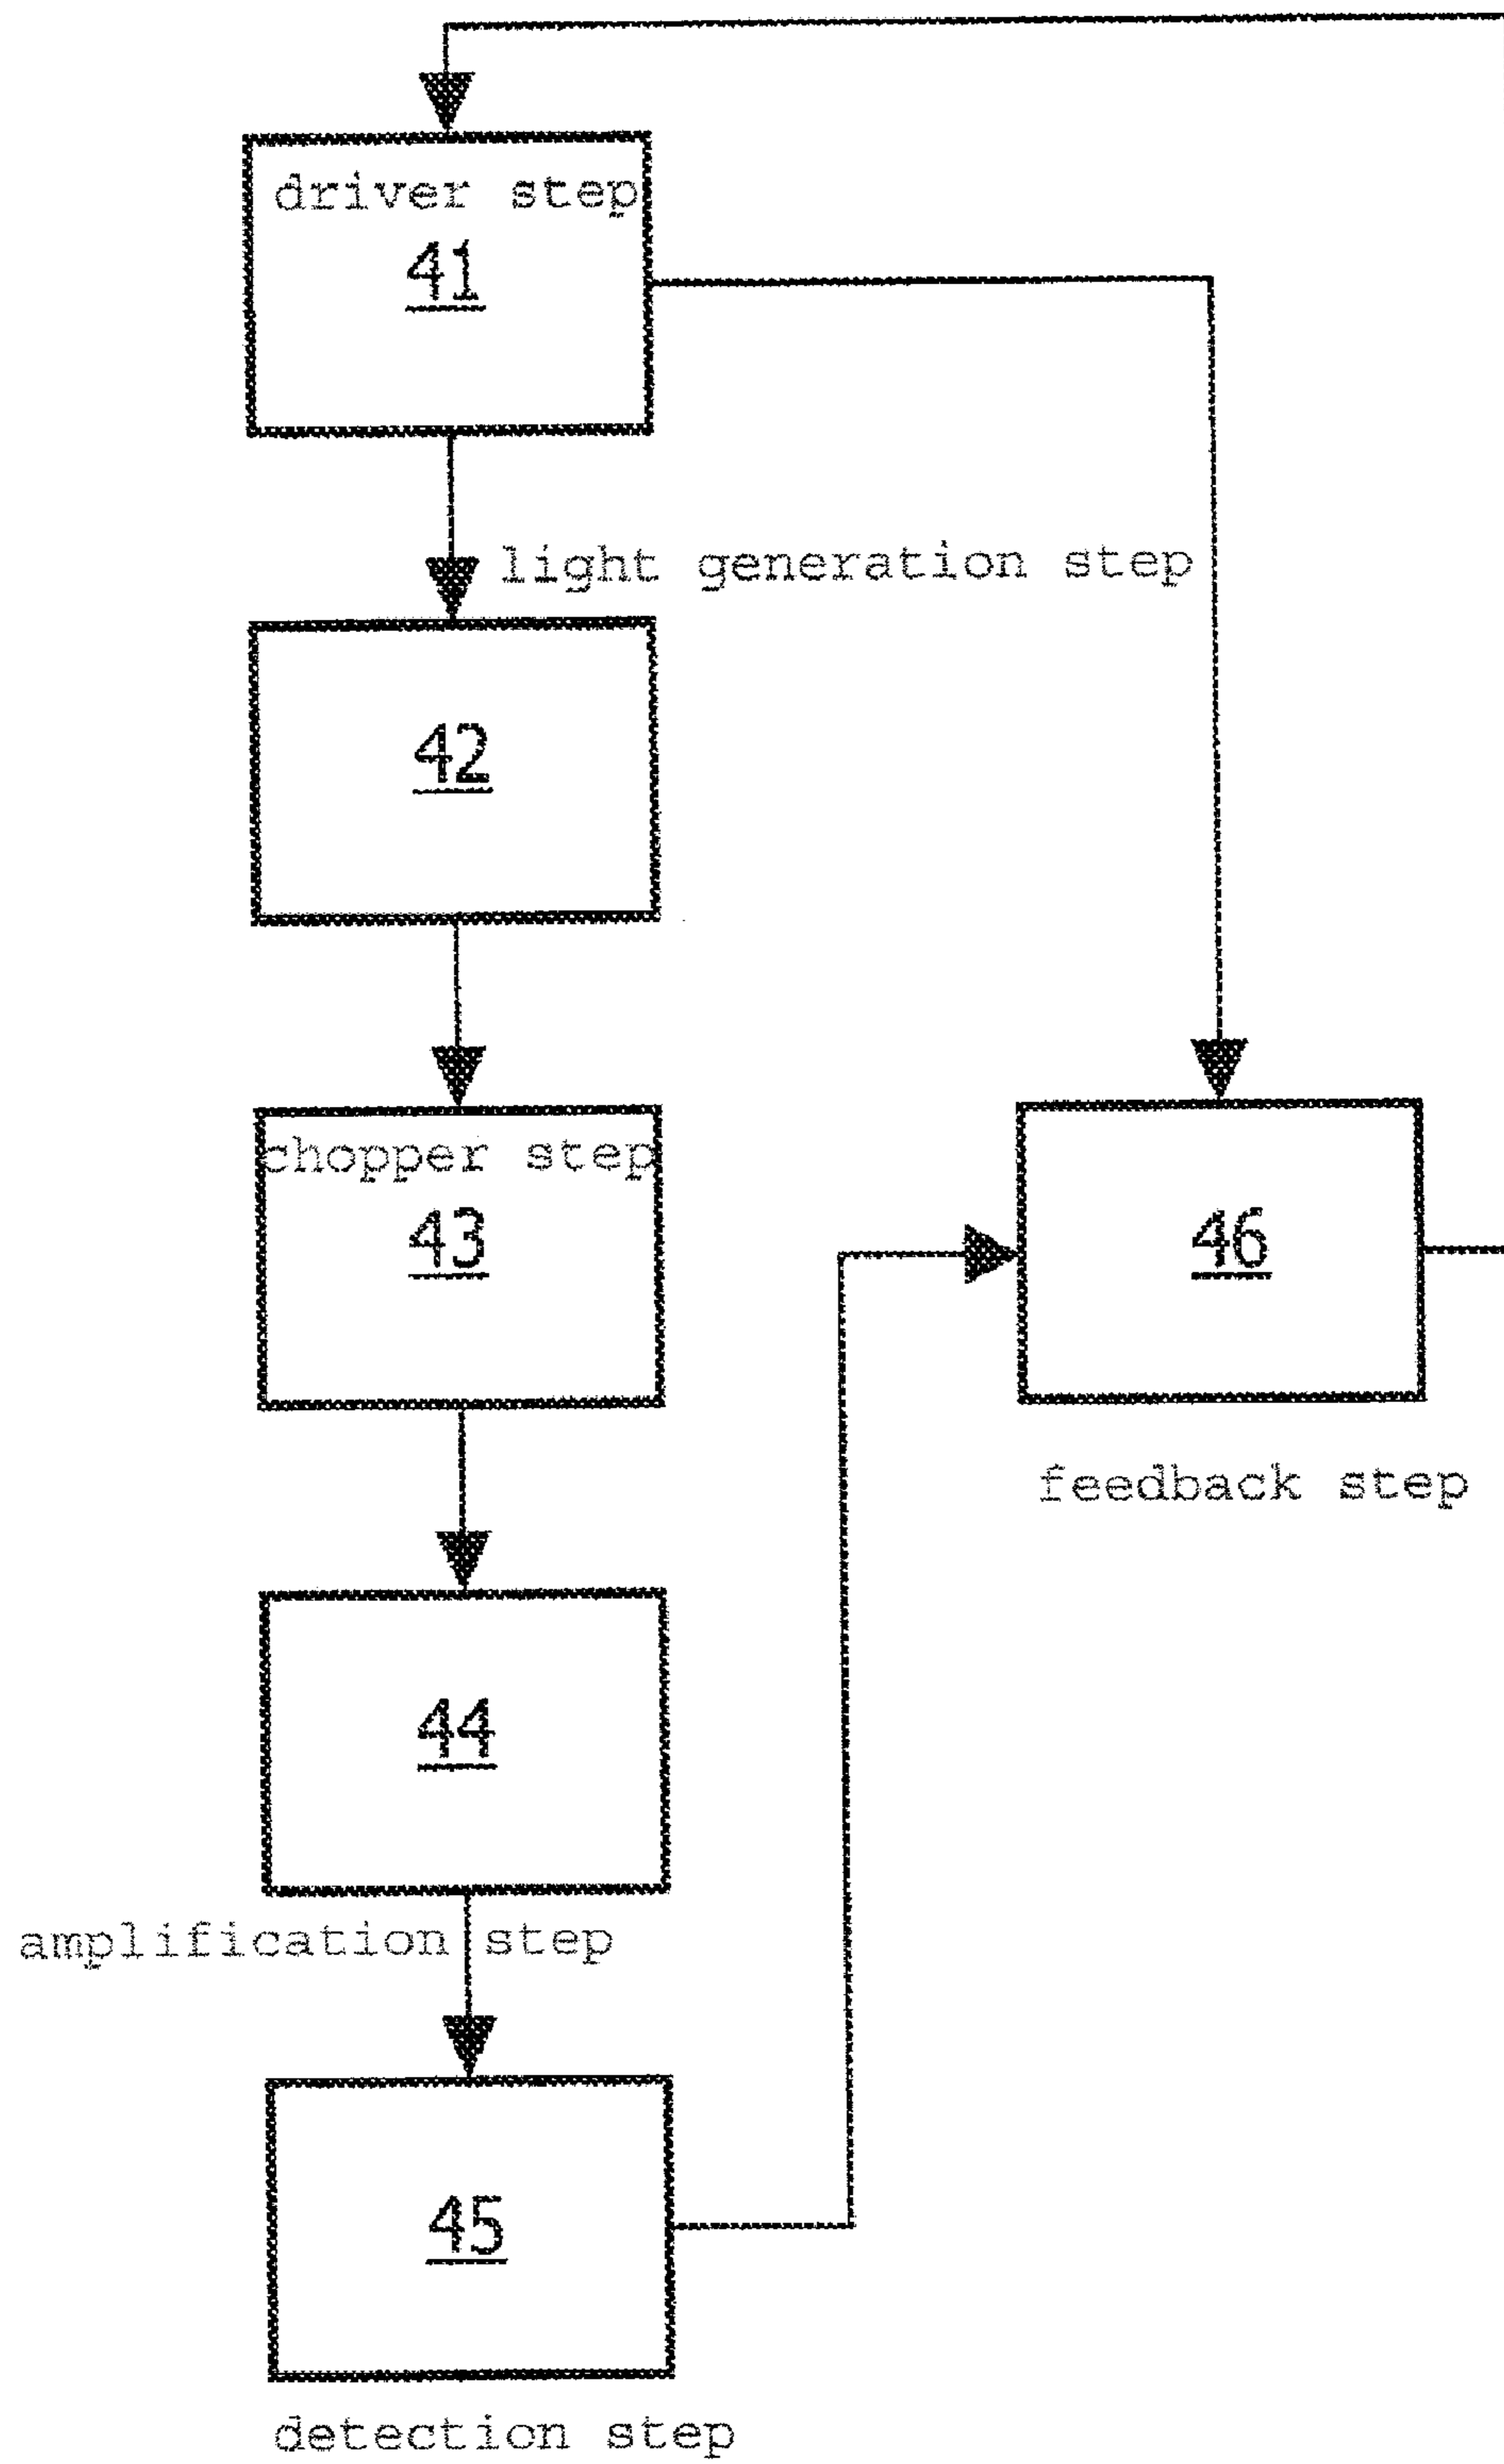 driver step
41
light generation step
42
chopper step
43
46
feedback step
44
amplification step
45
detection step